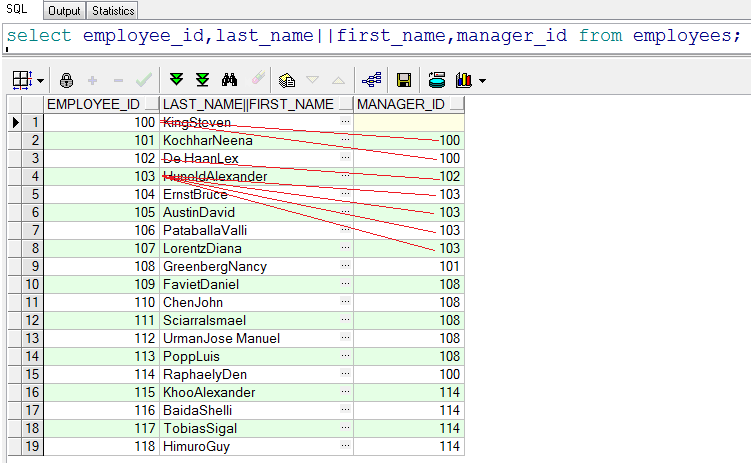 SQL Output Statistics
select employee_id,last_name||first_name,manager_id from employees;
EMPLOYEE_ID LAST_NAME||FIRST_NAME MANAGER_ID
1 100 KingSteven ...
2 101 KochharNeena ... 100
3 102 De HaanLex ... 100
4 103 HunoldAlexander ... 102
5 104 ErnstBruce ... 103
6 105 AustinDavid ... 103
7 106 PataballaValli ... 103
8 107 LorentzDiana ... 103
9 108 GreenbergNancy ... 101
10 109 FavietDaniel ... 108
11 110 ChenJohn ... 108
12 111 SciarraIsmael ... 108
13 112 UrmanJose Manuel ... 108
14 113 PoppLuis ... 108
15 114 RaphaelyDen ... 100
16 115 KhooAlexander ... 114
17 116 BaidaShelli ... 114
18 117 TobiasSigal ... 114
19 118 HimuroGuy ... 114